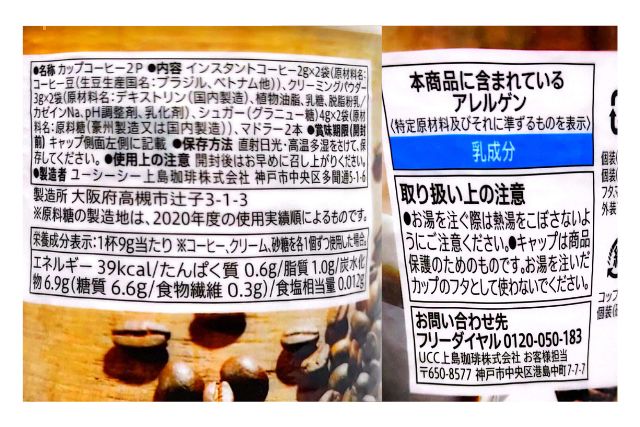 ●名称 カップコーヒー2P ●内容 インスタントコーヒー2g×2袋(原材料名:
コーヒー豆(生豆生産国名:ブラジル、ベトナム他))、クリーミングパウダー
3g×2袋(原材料名:デキストリン(国内製造)、植物油脂、乳糖、脱脂粉乳/
カゼインNa、pH調整剤、乳化剤)、シュガー(グラニュー糖)4g×2袋(原材
料名:原料糖(豪州製造又は国内製造))、マドラー2本 ●賞味期限(開封
前) キャップ側面左側に記載 ●保存方法 直射日光・高温多湿をさけて、保
存してください。●使用上の注意 開封後はお早めに召し上がりください。
●製造者 ユーシーシー上島珈琲株式会社 神戸市中央区多聞通5-1-6
製造所 大阪府高槻市辻子3-1-3
※原料糖の製造地は、2020年度の使用実績順によるものです。
栄養成分表示:1杯9g当たり ※コーヒー、クリーム、砂糖を各1個ずつ使用した場合。
エネルギー 39kcal/たんぱく質 0.6g/脂質 1.0g/炭水化
物 6.9g(糖質 6.6g/食物繊維 0.3g)/食塩相当量 0.012g
本商品に含まれている
アレルゲン
(特定原材料及びそれに準ずるものを表示)
乳成分
取り扱い上の注意
●お湯を注ぐ際は熱湯をこぼさないよ
うにご注意ください。●キャップは商品
保護のためのものです。お湯を注いだ
カップのフタとして使わないでください。
お問い合わせ先
フリーダイヤル 0120-050-183
UCC上島珈琲株式会社 お客様担当
〒650-8577 神戸市中央区港島中町7-7-7
個装(
個装(
フタ,マ
外装
コップ
個装(